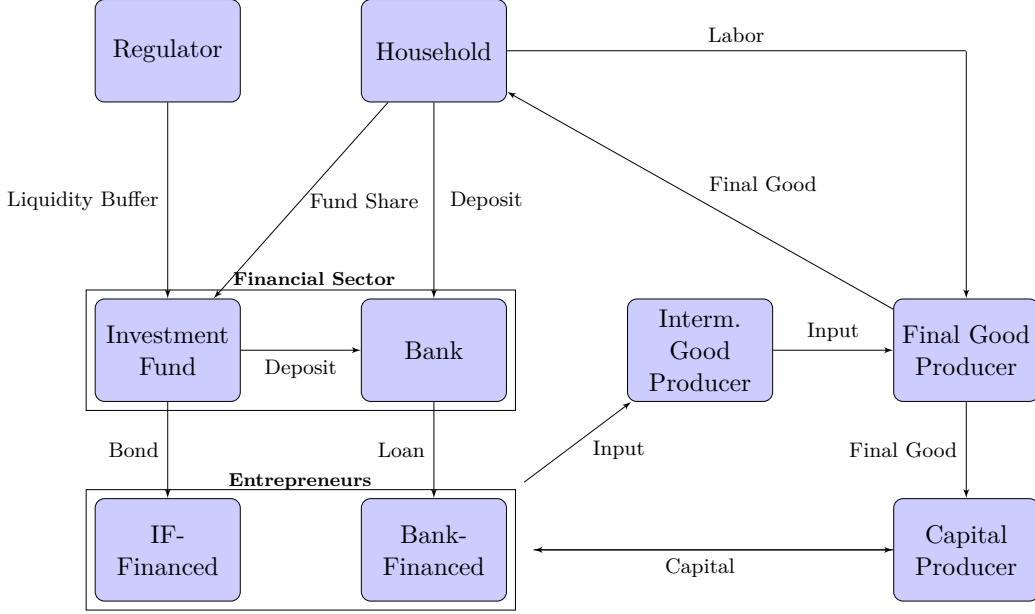 Labor
Regulator
Household
Liquidity Buffer
Fund Share
Deposit
Final Good
Financial Sector
Investment
Fund
Deposit
Bank
Interm.
Good
Producer
Input
Final Good
Producer
Bond
Loan
Input
Final Good
Entrepreneurs
IF-
Financed
Bank-
Financed
Capital
Capital
Producer